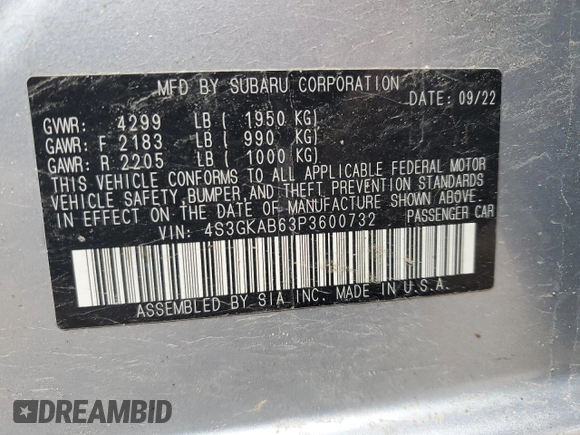 MFD BY SUBARU CORPORATION
DATE: 09/22
GVWR: 4299 LB ( 1950 KG)
GAWR: F 2183 LB ( 990 KG)
GAWR: R 2205 LB ( 1000 KG)
THIS VEHICLE CONFORMS TO ALL APPLICABLE FEDERAL MOTOR
VEHICLE SAFETY, BUMPER AND THEFT PREVENTION STANDARDS
IN EFFECT ON THE DATE OF MANUFACTURE SHOWN ABOVE.
VIN: 4S3GKAB63P3600732 PASSENGER CAR
ASSEMBLED BY SIA, INC. MADE IN U.S.A.
DREAMBID